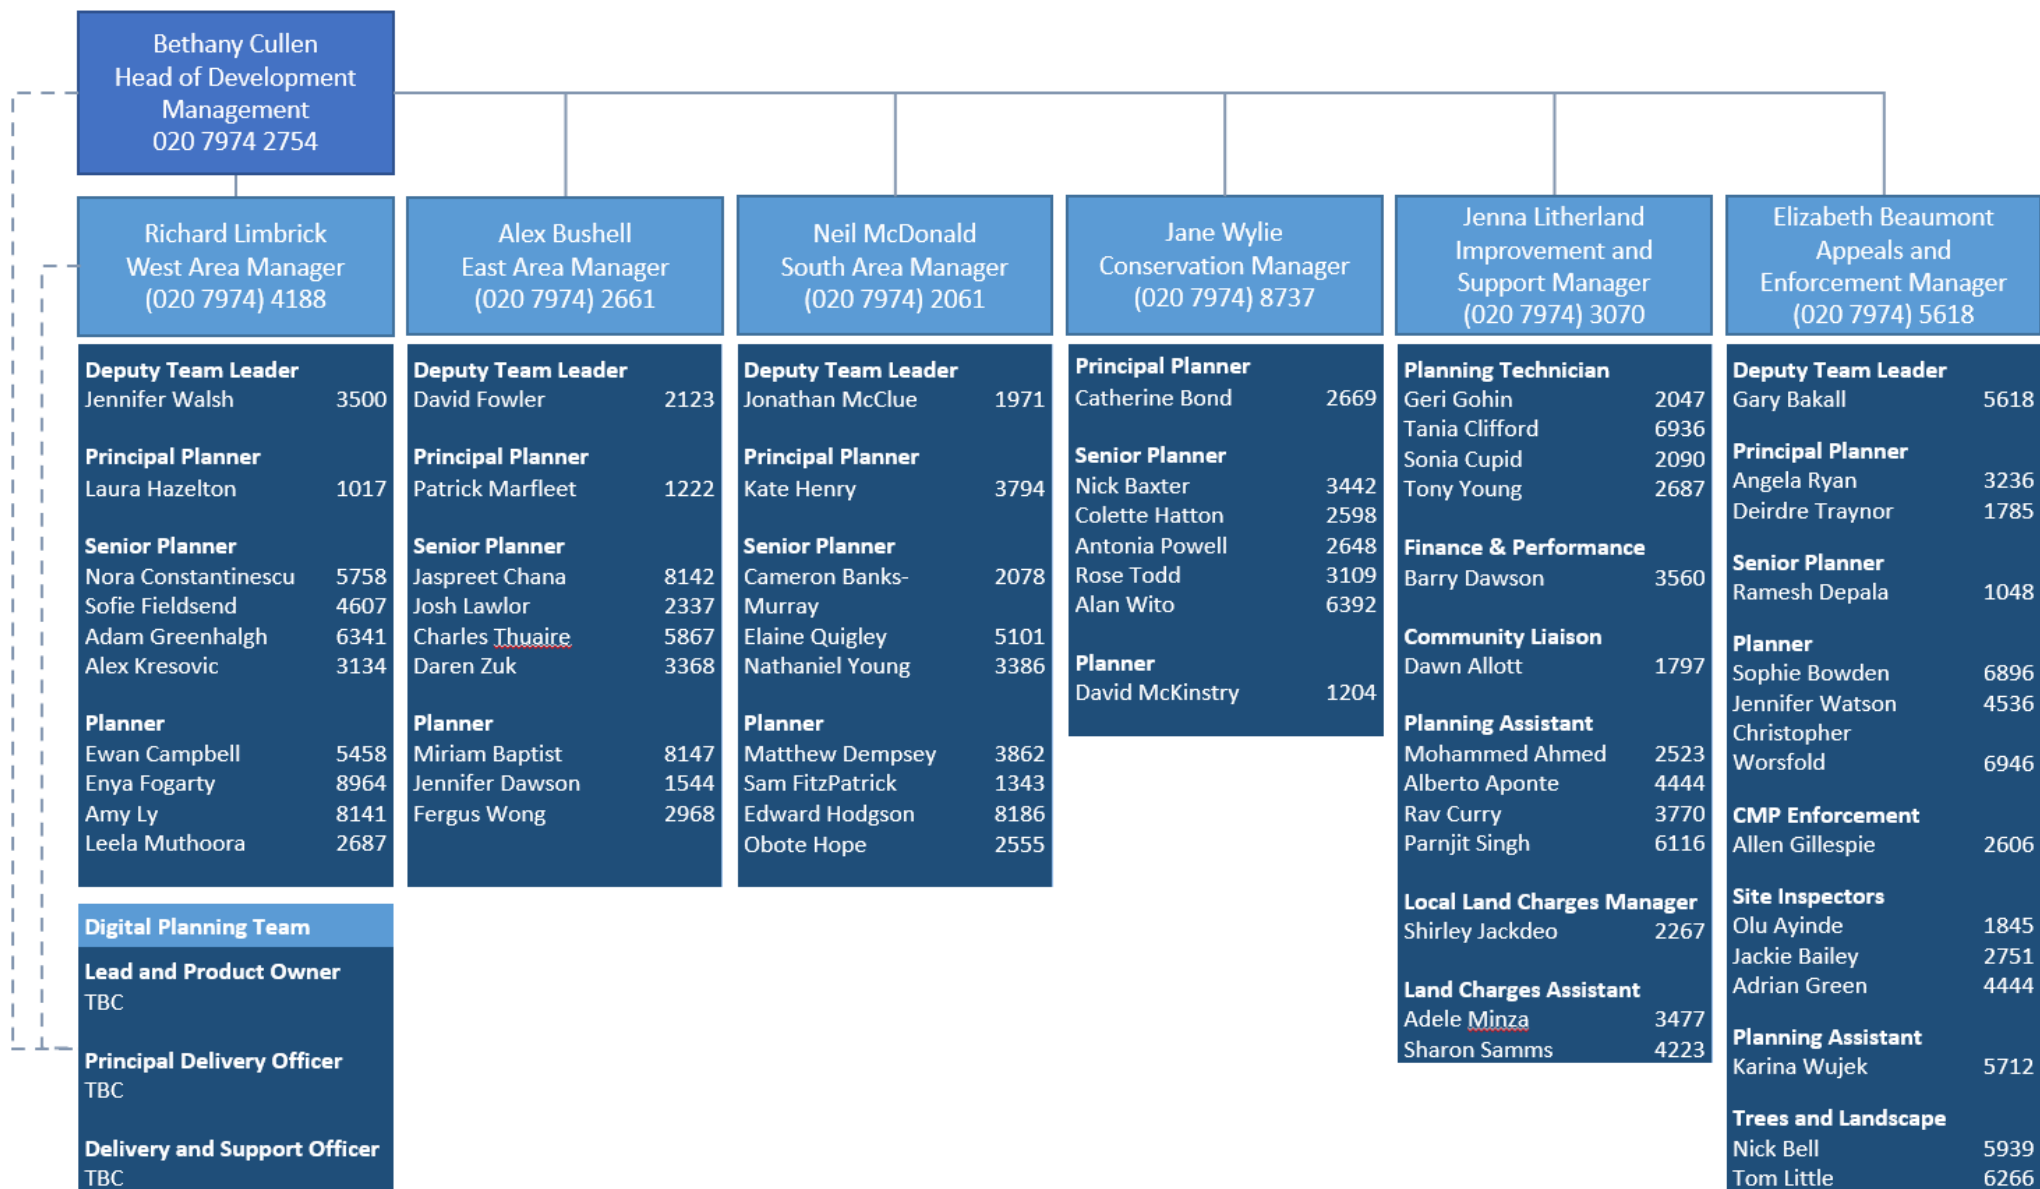 Bethany Cullen
Head of Development
Management
020 7974 2754
Richard Limbrick
West Area Manager
(020 7974) 4188
Deputy Team Leader
Jennifer Walsh 3500
Principal Planner
Laura Hazelton 1017
Senior Planner
Nora Constantinescu 5758
Sofie Fieldsend 4607
Adam Greenhalgh 6341
Alex Kresovic 3134
Planner
Ewan Campbell 5458
Enya Fogarty 8964
Amy Ly 8141
Leela Muthoora 2687
Digital Planning Team
Lead and Product Owner
TBC
Principal Delivery Officer
TBC
Delivery and Support Officer
TBC
Alex Bushell
East Area Manager
(020 7974) 2661
Deputy Team Leader
David Fowler 2123
Principal Planner
Patrick Marfleet 1222
Senior Planner
Jaspreet Chana 8142
Josh Lawlor 2337
Charles Thuaire 5867
Daren Zuk 3368
Planner
Miriam Baptist 8147
Jennifer Dawson 1544
Fergus Wong 2968
Neil McDonald
South Area Manager
(020 7974) 2061
Deputy Team Leader
Jonathan McClue 1971
Principal Planner
Kate Henry 3794
Senior Planner
Cameron Banks- 2078
Murray
Elaine Quigley 5101
Nathaniel Young 3386
Planner
Matthew Dempsey 3862
Sam FitzPatrick 1343
Edward Hodgson 8186
Obote Hope 2555
Jane Wylie
Conservation Manager
(020 7974) 8737
Principal Planner
Catherine Bond 2669
Senior Planner
Nick Baxter 3442
Colette Hatton 2598
Antonia Powell 2648
Rose Todd 3109
Alan Wito 6392
Planner
David McKinstry 1204
Jenna Litherland
Improvement and
Support Manager
(020 7974) 3070
Planning Technician
Geri Gohin 2047
Tania Clifford 6936
Sonia Cupid 2090
Tony Young 2687
Finance & Performance
Barry Dawson 3560
Community Liaison
Dawn Allott 1797
Planning Assistant
Mohammed Ahmed 2523
Alberto Aponte 4444
Rav Curry 3770
Parnjit Singh 6116
Local Land Charges Manager
Shirley Jackdeo 2267
Land Charges Assistant
Adele Minza 3477
Sharon Samms 4223
Elizabeth Beaumont
Appeals and
Enforcement Manager
(020 7974) 5618
Deputy Team Leader
Gary Bakall 5618
Principal Planner
Angela Ryan 3236
Deirdre Traynor 1785
Senior Planner
Ramesh Depala 1048
Planner
Sophie Bowden 6896
Jennifer Watson 4536
Christopher
Worsfold 6946
CMP Enforcement
Allen Gillespie 2606
Site Inspectors
Olu Ayinde 1845
Jackie Bailey 2751
Adrian Green 4444
Planning Assistant
Karina Wujek 5712
Trees and Landscape
Nick Bell 5939
Tom Little 6266